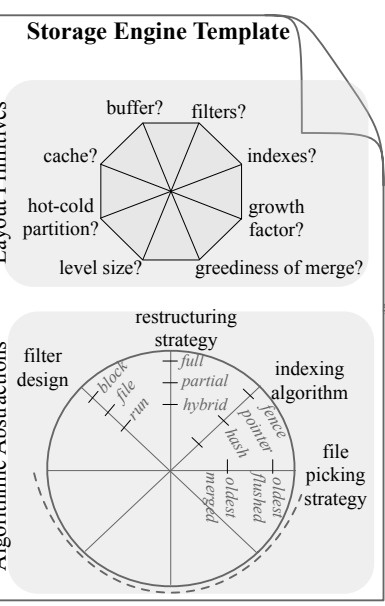 Storage Engine Template
Layout Primitives
buffer?
filters?
cache?
indexes?
hot-cold
partition?
growth
factor?
level size?
greediness of merge?
Algorithmic Abstractions
restructuring
strategy
filter
design
block
file
run
full
partial
hybrid
indexing
algorithm
fence
pointer
hash
file
picking
strategy
oldest
merged
oldest
flushed